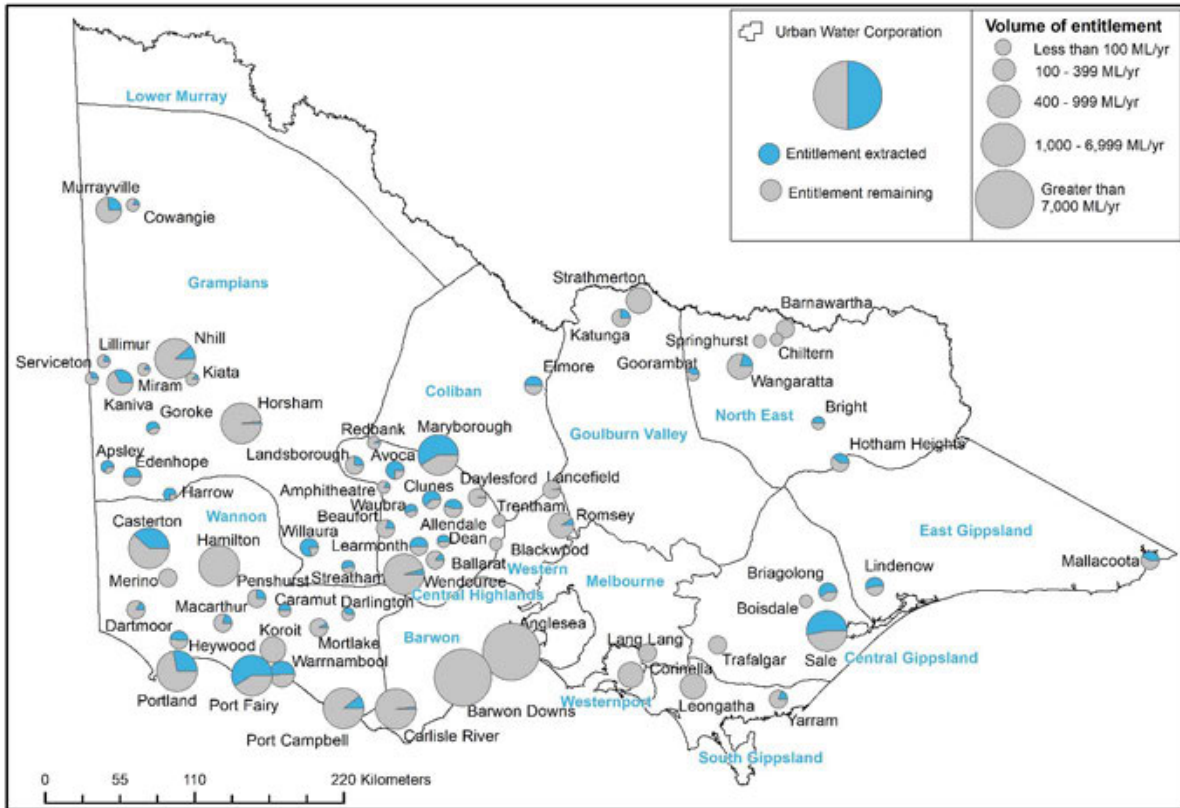 Urban Water Corporation
Entitlement extracted
Entitlement remaining
Volume of entitlement
Less than 100 ML/yr
100 - 399 ML/yr
400 - 999 ML/yr
1,000 - 6,999 ML/yr
Greater than
7,000 ML/yr
Lower Murray
Murrayville
Cowangie
Grampians
Strathmerton
Barnawartha
Katunga
Springhurst
Chiltern
Lillimur
Nhill
Serviceton
Miram
Kiata
Kaniva
Goroke
Horsham
Elmore
Goorambat
Wangaratta
Coliban
North East
Bright
Redbank
Maryborough
Goulburn Valley
Hotham Heights
Landsborough
Avoca
Apsley
Edenhope
Daylesford
Lancefield
Amphitheatre
Clunes
Harrow
Waubra
Trentham
Wannon
Beaufort
Allendale
Romsey
Casterton
Willaura
Dean
East Gippsland
Hamilton
Learmonth
Blackwood
Ballarat
Western
Mallacoota
Merino
Penshurst
Streatham
Wendouree
Melbourne
Briagolong
Lindenow
Central Highlands
Macarthur
Caramut
Darlington
Boisdale
Dartmoor
Koroit
Mortlake
Barwon
Anglesea
Lang Lang
Heywood
Warrnambool
Trafalgar
Sale
Central Gippsland
Corinella
Portland
Port Fairy
Westernport
Leongatha
Yarram
Barwon Downs
Port Campbell
Carlisle River
South Gippsland
0
55
110
220 Kilometers